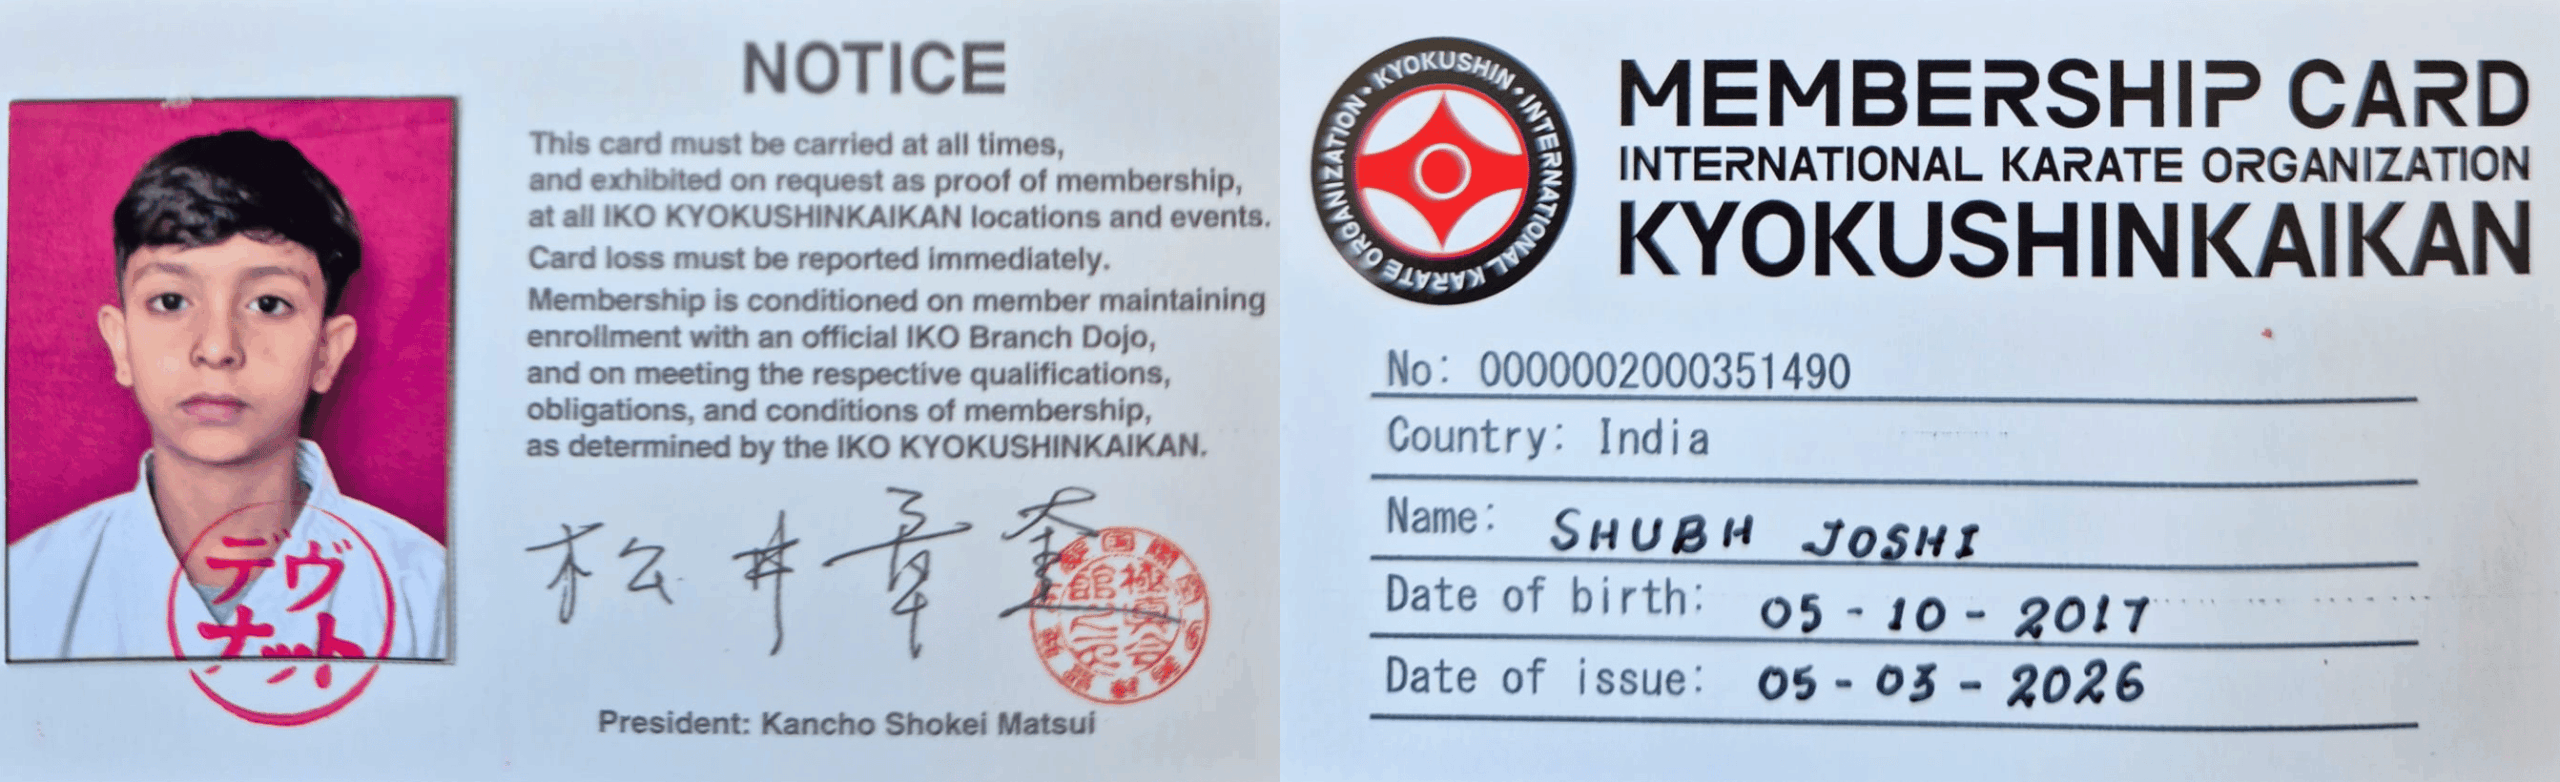 NOTICE
This card must be carried at all times,
and exhibited on request as proof of membership,
at all IKO KYOKUSHINKAIKAN locations and events.
Card loss must be reported immediately.
Membership is conditioned on member maintaining
enrollment with an official IKO Branch Dojo,
and on meeting the respective qualifications,
obligations, and conditions of membership,
as determined by the IKO KYOKUSHINKAIKAN.
松井章奎
President: Kancho Shokei Matsui
デヴ
ナット
KYOKUSHIN • INTERNATIONAL KARATE ORGANIZATION •
MEMBERSHIP CARD
INTERNATIONAL KARATE ORGANIZATION
KYOKUSHINKAIKAN
No: 0000002000351490
Country: India
Name: SHUBH JOSHI
Date of birth: 05-10-2017
Date of issue: 05-03-2026